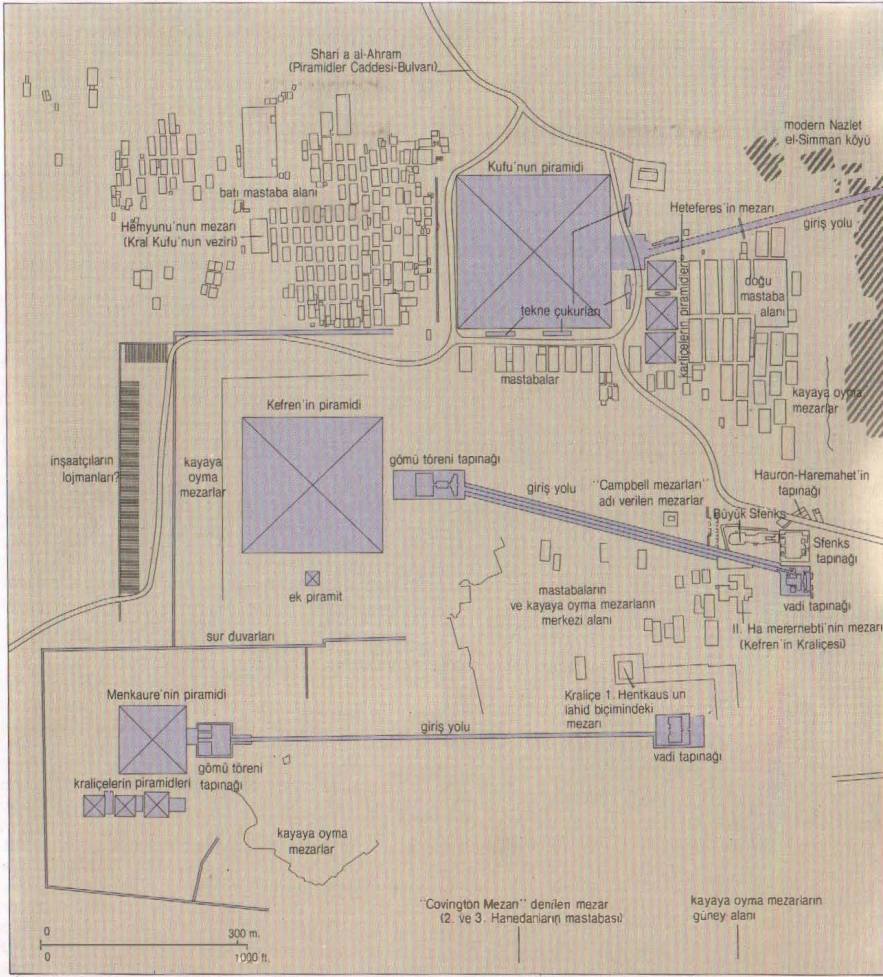 Shari a al-Ahram
(Piramidler Caddesi-Bulvarı)
modern Nazlet
el-Simman köyü
Kufu'nun piramidi
batı mastaba alanı
Heteferes'in mezarı
giriş yolu
Hemyunu'nun mezarı
(Kral Kufu'nun veziri)
doğu
mastaba
alanı
kraliçelerin piramidler
tekne çukurları
mastabalar
kayaya oyma
mezarlar
Kefren'in piramidi
inşaatçıların
lojmanları?
kayaya
oyma
mezarlar
gömü töreni tapınağı
giriş yolu
"Campbell mezarları"
adı verilen mezarlar
Hauron-Haremahet'in
tapınağı
Büyük Sfenks
Sfenks
tapınağı
ek piramit
mastabaların
ve kayaya oyma mezarların
merkezi alanı
vadi tapınağı
II. Ha merernebti'nin mezarı
(Kefren'in Kraliçesi)
sur duvarları
Menkaure'nin piramidi
Kraliçe 1. Hentkaus un
lahid biçimindeki
mezarı
giriş yolu
vadi tapınağı
gömü töreni
tapınağı
kraliçelerin piramidleri
kayaya oyma
mezarlar
"Covington Mezarı" denilen mezar
(2. ve 3. Hanedanların mastabası)
kayaya oyma mezarların
güney alanı
0 300 m.
0 1000 ft.